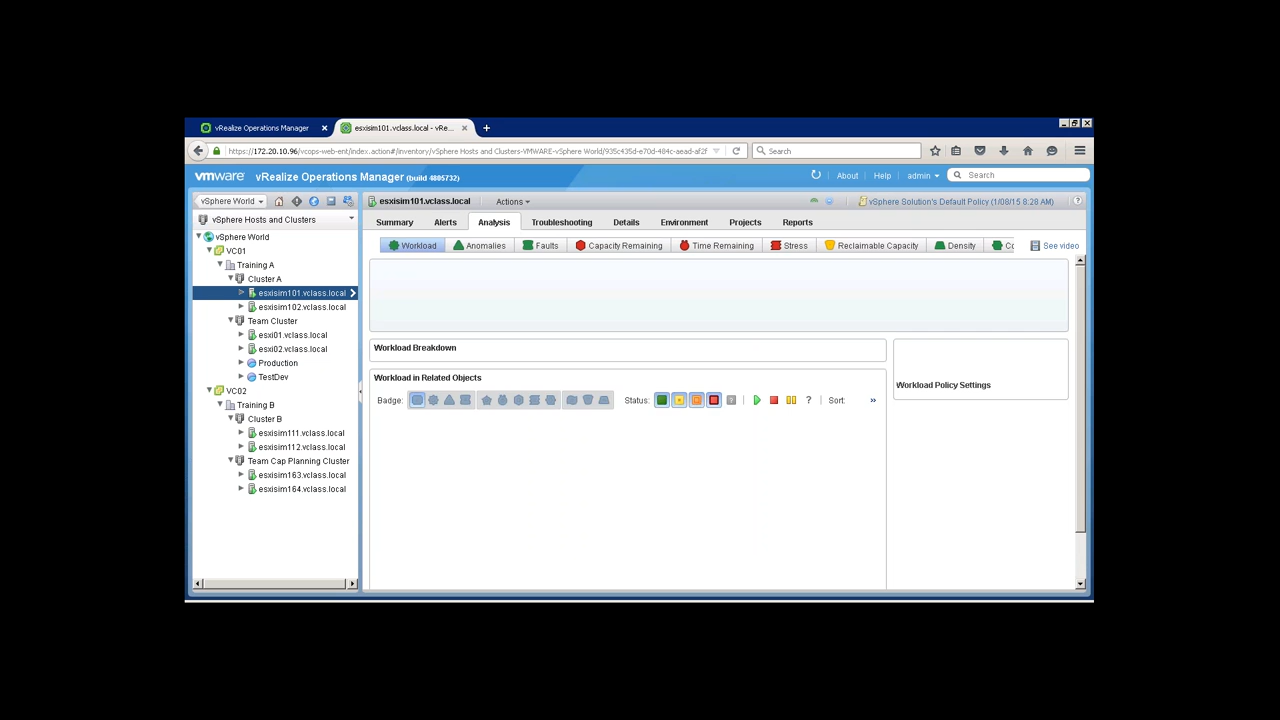 vRealize Operations Manager
esxisim101.vclass.local - vRe...
https://172.20.10.96/vcops-web-ent/index.action#/inventory/vSphere Hosts and Clusters-VMWARE-vSphere World/935c435d-e70d-484c-aead-af2f
Search
vmware vRealize Operations Manager (build 4805732)
About Help admin Search
vSphere World
esxisim101.vclass.local Actions
vSphere Solution's Default Policy (1/08/15 8:28 AM)
?
vSphere Hosts and Clusters
Summary Alerts Analysis Troubleshooting Details Environment Projects Reports
Workload Anomalies Faults Capacity Remaining Time Remaining Stress Reclaimable Capacity Density Co See video
vSphere World
VC01
Training A
Cluster A
esxisim101.vclass.local
esxisim102.vclass.local
Team Cluster
esxi01.vclass.local
esxi02.vclass.local
Production
TestDev
VC02
Training B
Cluster B
esxisim111.vclass.local
esxisim112.vclass.local
Team Cap Planning Cluster
esxisim163.vclass.local
esxisim164.vclass.local
Workload Breakdown
Workload in Related Objects
Badge: Status: ? ? Sort: »
Workload Policy Settings